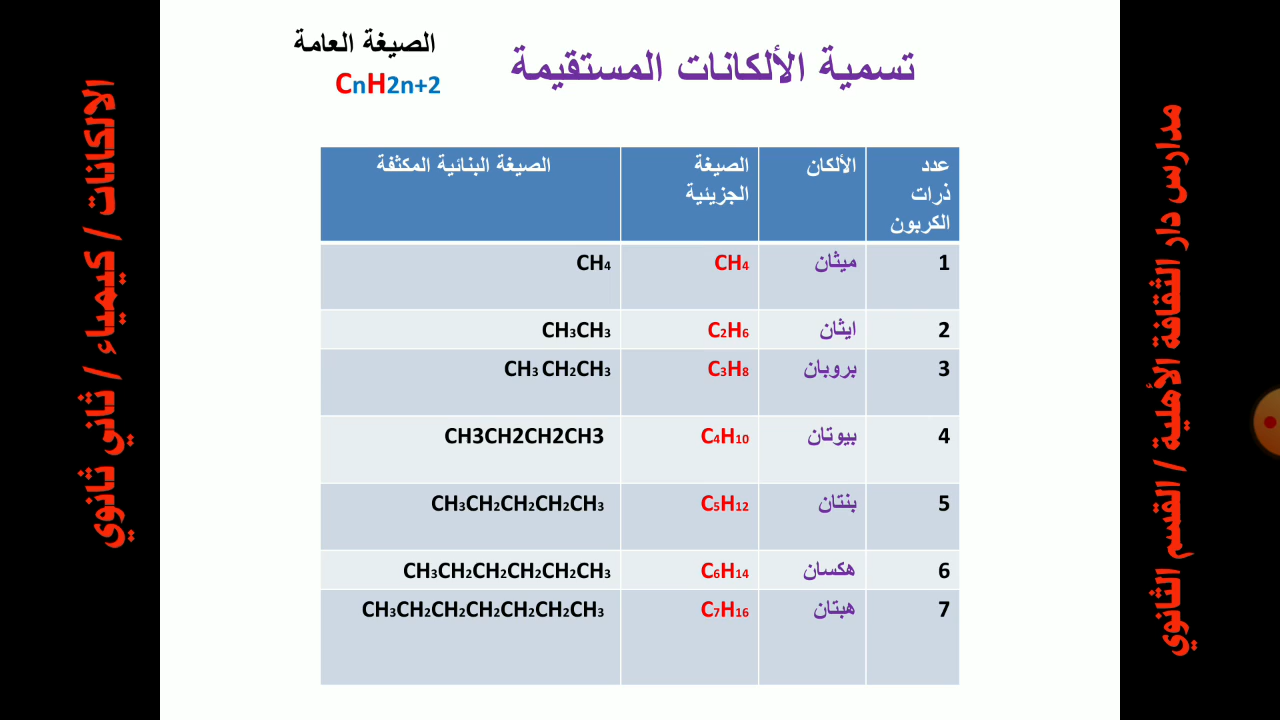 تسمية الألكانات المستقيمة
الصيغة العامة
CnH2n+2
عدد ذرات الكربون | الألكان | الصيغة الجزيئية | الصيغة البنائية المكثفة
1 | ميثان | CH4 | CH4
2 | ايثان | C2H6 | CH3CH3
3 | بروبان | C3H8 | CH3 CH2CH3
4 | بيوتان | C4H10 | CH3CH2CH2CH3
5 | بنتان | C5H12 | CH3CH2CH2CH2CH3
6 | هكسان | C6H14 | CH3CH2CH2CH2CH2CH3
7 | هبتان | C7H16 | CH3CH2CH2CH2CH2CH2CH3
مدارس دار الثقافة الأهلية / القسم الثانوي
الالكانات / كيمياء / ثاني ثانوي